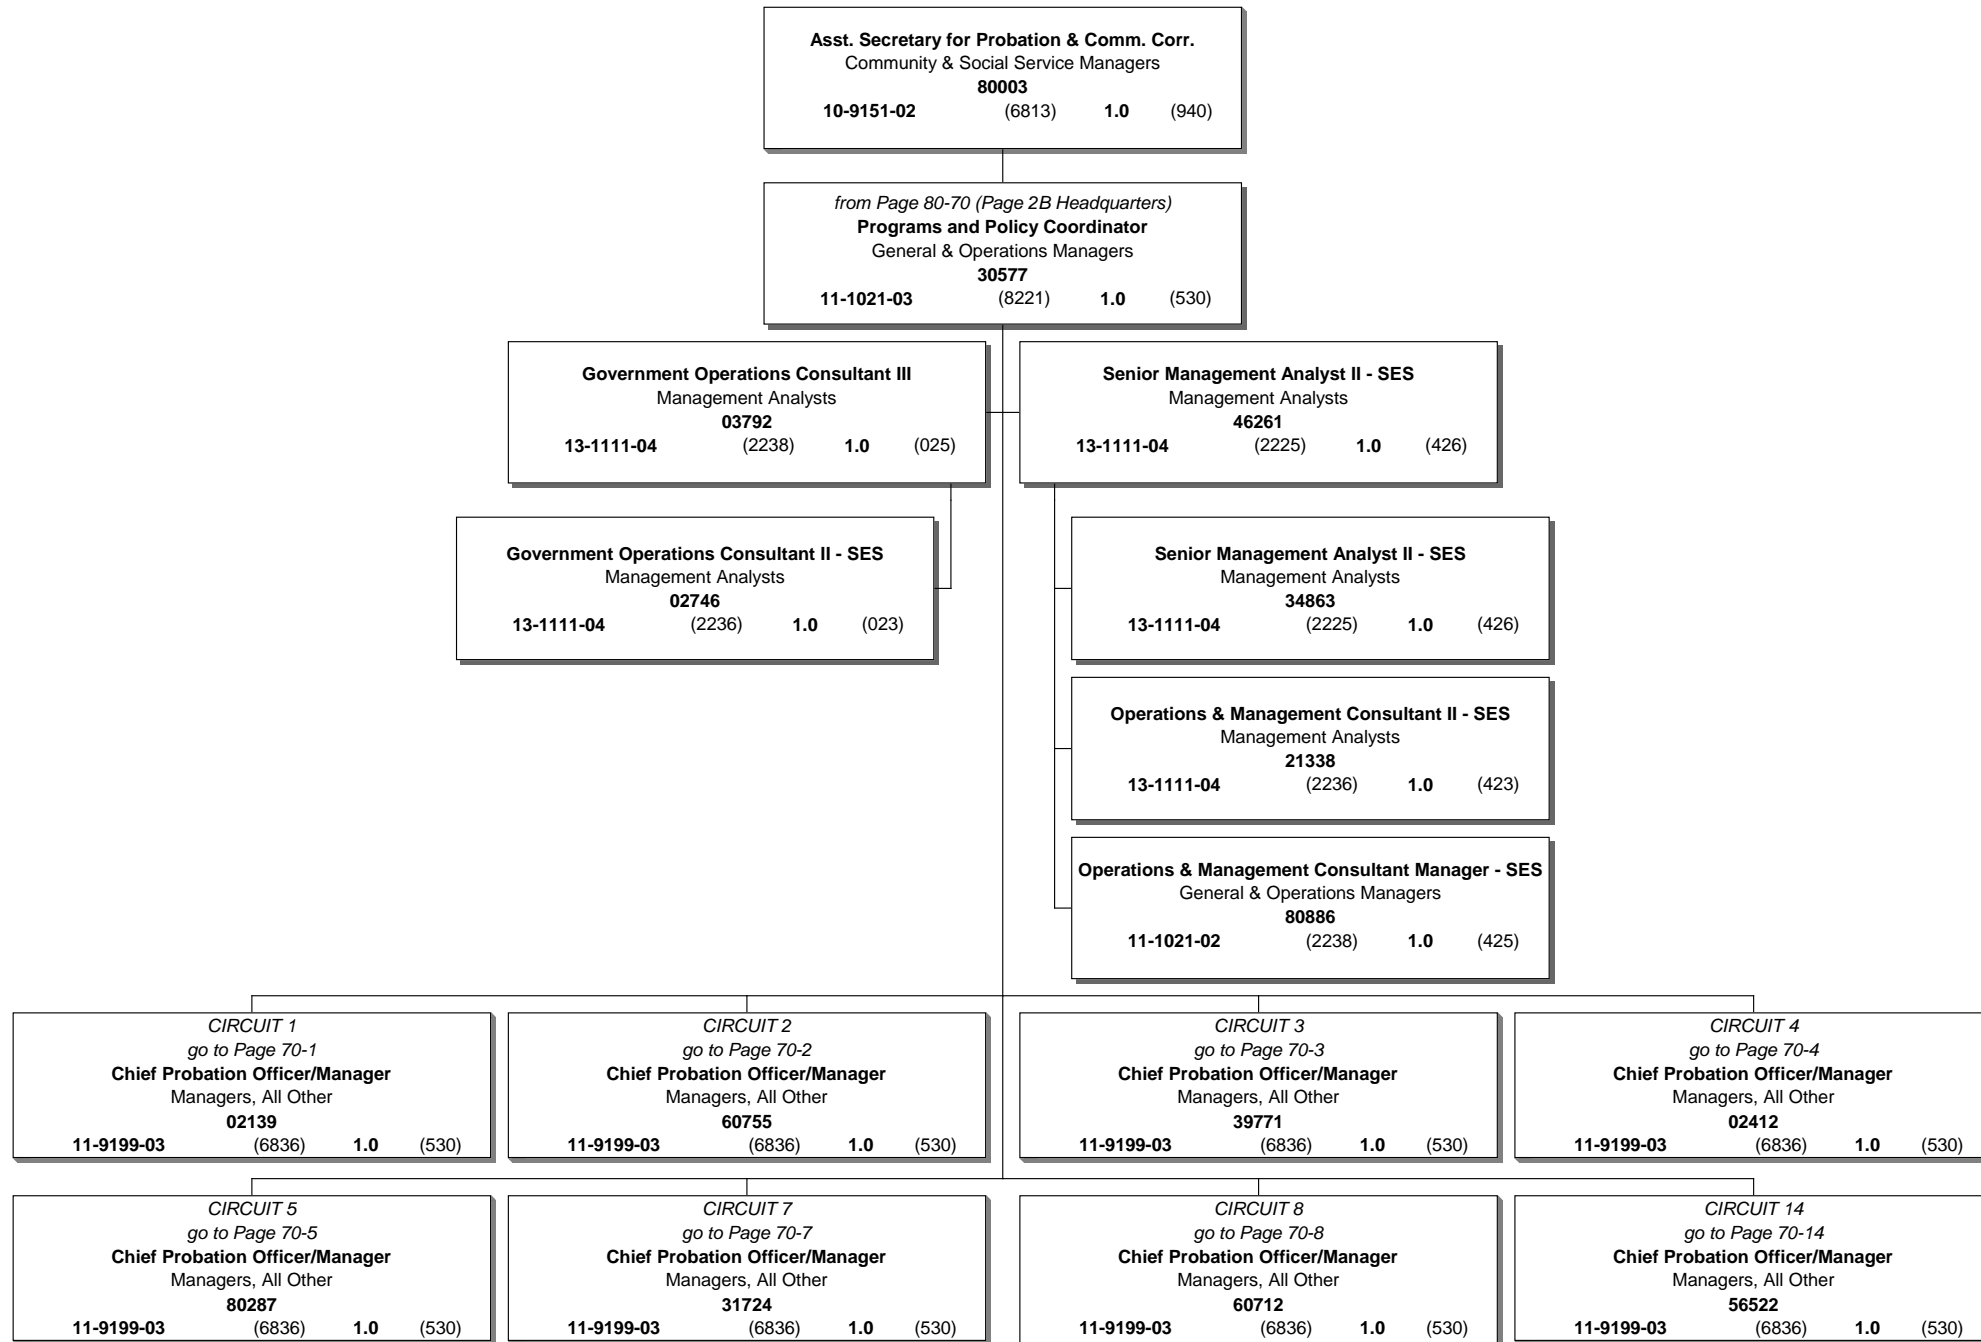 Asst. Secretary for Probation & Comm. Corr.
Community & Social Service Managers
80003
10-9151-02 (6813) 1.0 (940)
from Page 80-70 (Page 2B Headquarters)
Programs and Policy Coordinator
General & Operations Managers
30577
11-1021-03 (8221) 1.0 (530)
Government Operations Consultant III
Management Analysts
03792
13-1111-04 (2238) 1.0 (025)
Senior Management Analyst II - SES
Management Analysts
46261
13-1111-04 (2225) 1.0 (426)
Government Operations Consultant II - SES
Management Analysts
02746
13-1111-04 (2236) 1.0 (023)
Senior Management Analyst II - SES
Management Analysts
34863
13-1111-04 (2225) 1.0 (426)
Operations & Management Consultant II - SES
Management Analysts
21338
13-1111-04 (2236) 1.0 (423)
Operations & Management Consultant Manager - SES
General & Operations Managers
80886
11-1021-02 (2238) 1.0 (425)
CIRCUIT 1
go to Page 70-1
Chief Probation Officer/Manager
Managers, All Other
02139
11-9199-03 (6836) 1.0 (530)
CIRCUIT 2
go to Page 70-2
Chief Probation Officer/Manager
Managers, All Other
60755
11-9199-03 (6836) 1.0 (530)
CIRCUIT 3
go to Page 70-3
Chief Probation Officer/Manager
Managers, All Other
39771
11-9199-03 (6836) 1.0 (530)
CIRCUIT 4
go to Page 70-4
Chief Probation Officer/Manager
Managers, All Other
02412
11-9199-03 (6836) 1.0 (530)
CIRCUIT 5
go to Page 70-5
Chief Probation Officer/Manager
Managers, All Other
80287
11-9199-03 (6836) 1.0 (530)
CIRCUIT 7
go to Page 70-7
Chief Probation Officer/Manager
Managers, All Other
31724
11-9199-03 (6836) 1.0 (530)
CIRCUIT 8
go to Page 70-8
Chief Probation Officer/Manager
Managers, All Other
60712
11-9199-03 (6836) 1.0 (530)
CIRCUIT 14
go to Page 70-14
Chief Probation Officer/Manager
Managers, All Other
56522
11-9199-03 (6836) 1.0 (530)